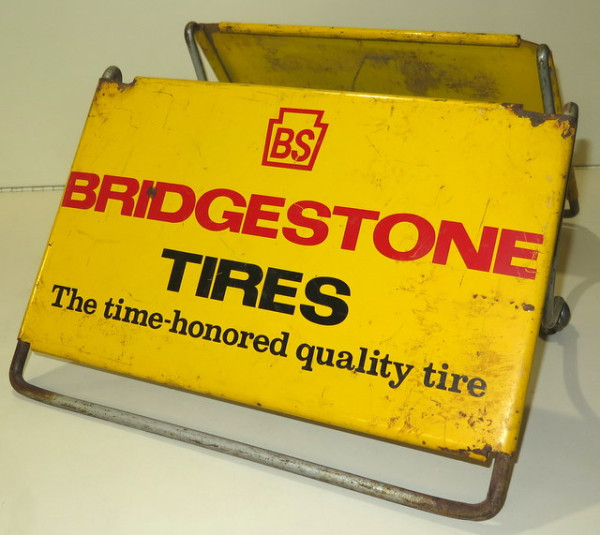 BS
BRIDGESTONE
TIRES
The time-honored quality tire